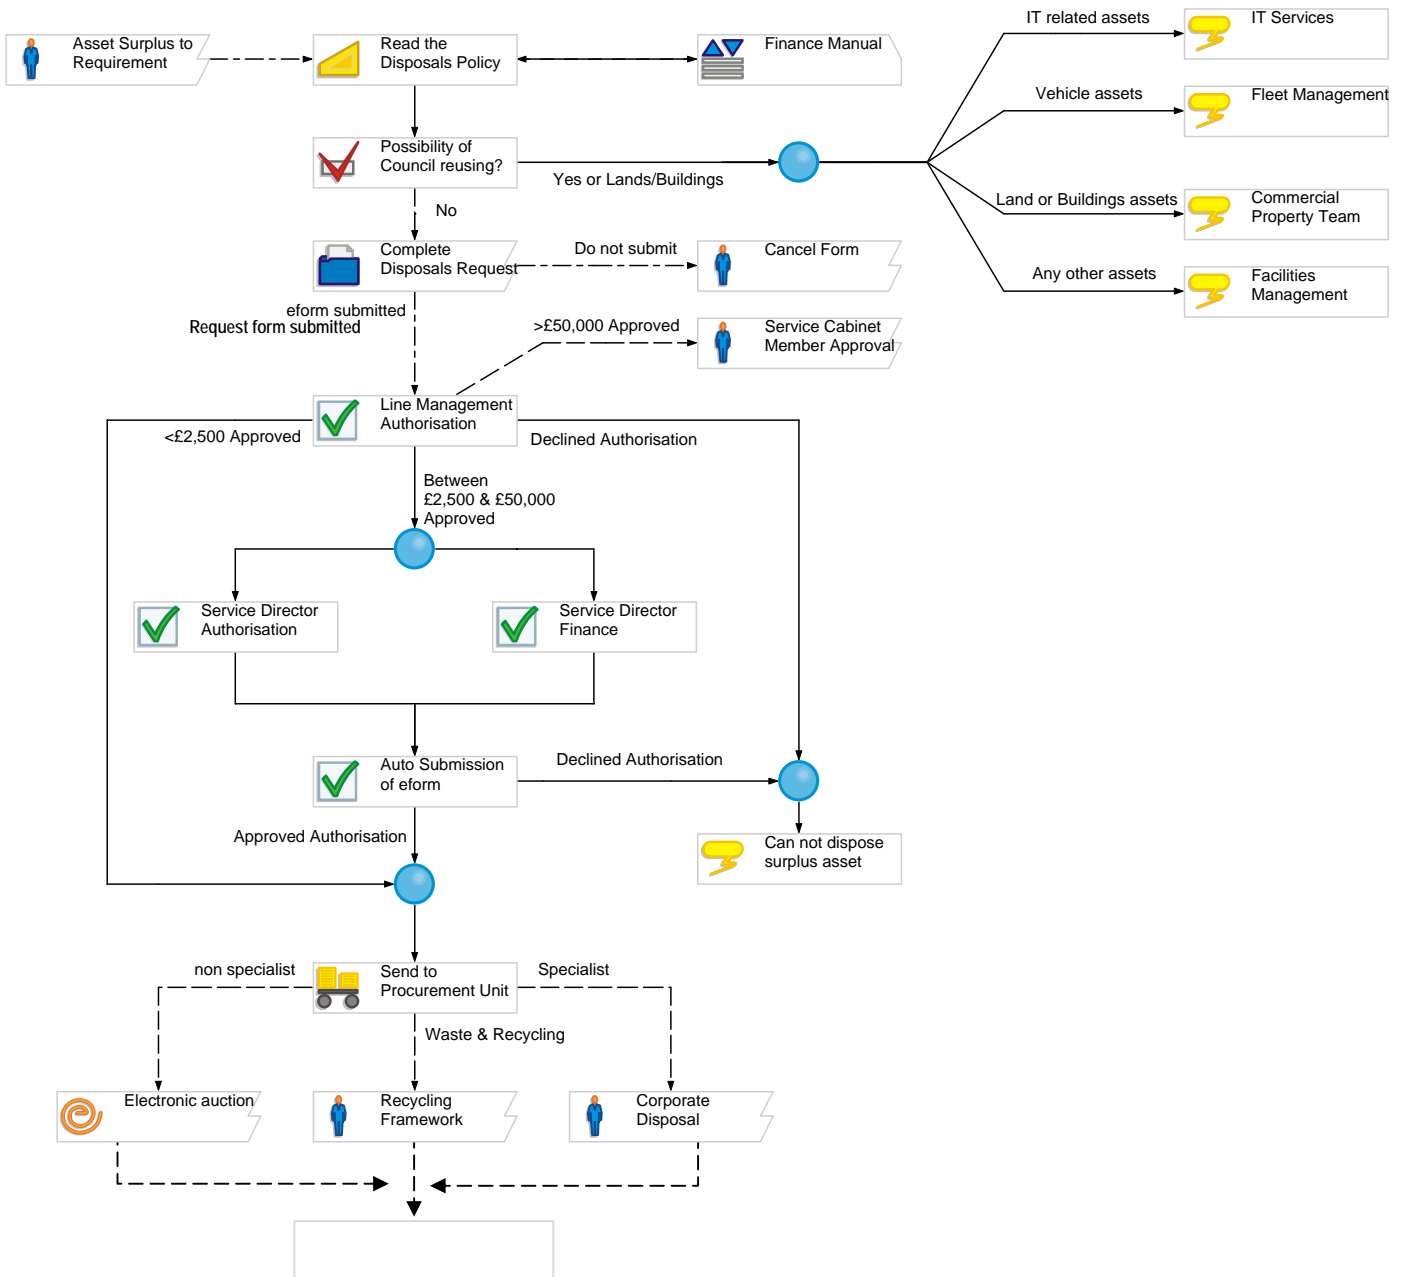 Asset Surplus to
Requirement
Read the
Disposals Policy
Finance Manual
IT related assets
IT Services
Vehicle assets
Fleet Management
Possibility of
Council reusing?
Yes or Lands/Buildings
Land or Buildings assets
Commercial
Property Team
Any other assets
Facilities
Management
No
Complete
Disposals Request
Do not submit
Cancel Form
eform submitted
Request form submitted
>£50,000 Approved
Service Cabinet
Member Approval
Line Management
Authorisation
<£2,500 Approved
Declined Authorisation
Between
£2,500 & £50,000
Approved
Service Director
Authorisation
Service Director
Finance
Auto Submission
of eform
Declined Authorisation
Approved Authorisation
Can not dispose
surplus asset
non specialist
Send to
Procurement Unit
Specialist
Waste & Recycling
Electronic auction
Recycling
Framework
Corporate
Disposal